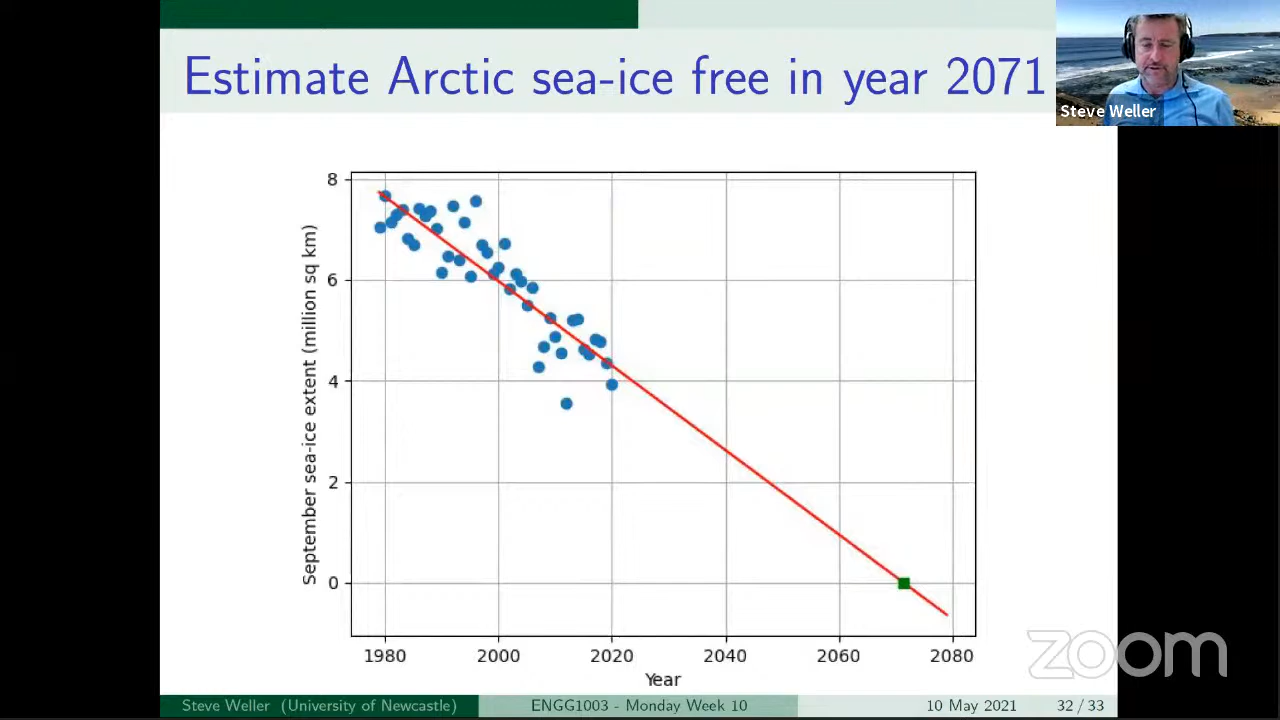 Estimate Arctic sea-ice free in year 2071
Steve Weller
8
6
4
2
0
September sea-ice extent (million sq km)
1980 2000 2020 2040 2060 2080
Year
zoom
Steve Weller (University of Newcastle) ENGG1003 - Monday Week 10 10 May 2021 32 / 33